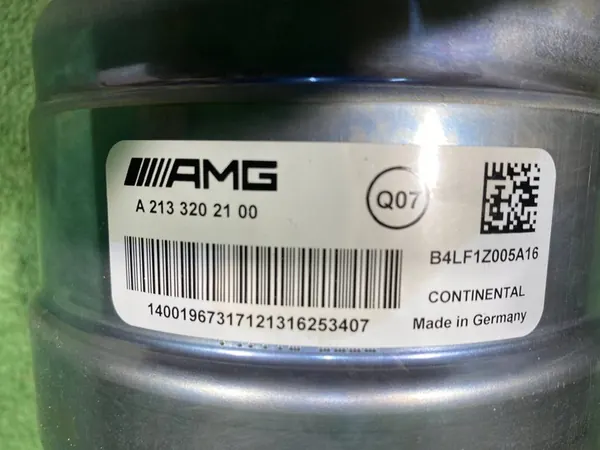 AMG
A 213 320 21 00
Q07
B4LF1Z005A16
14001967317121316253407
CONTINENTAL
Made in Germany